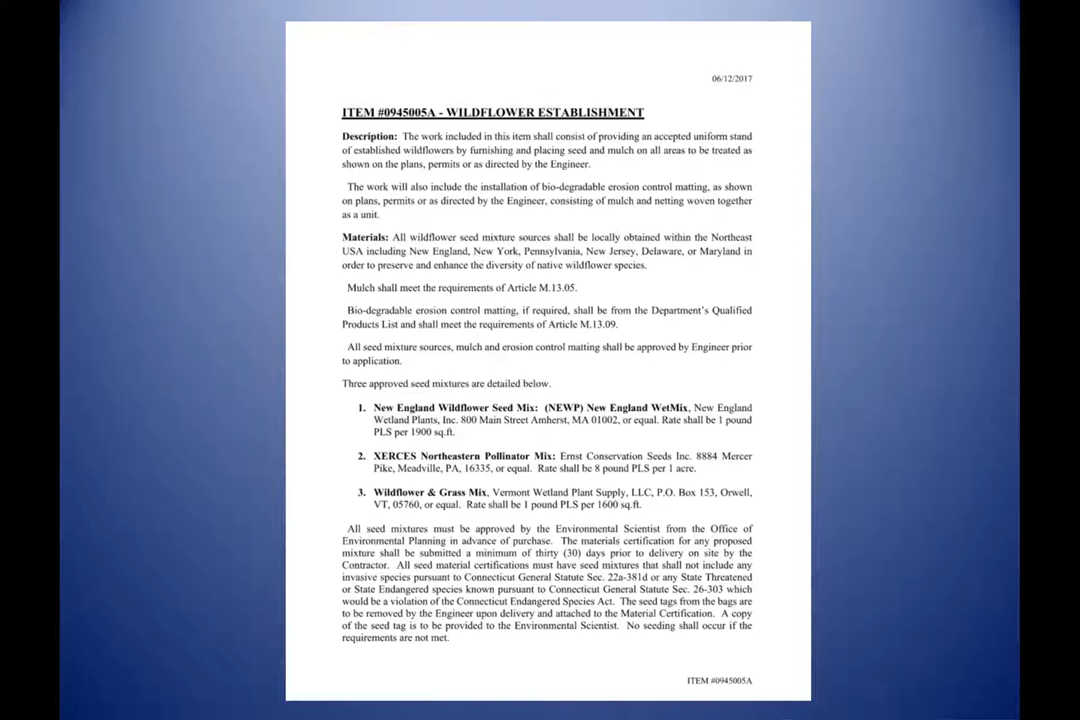 06/12/2017
ITEM #0945005A - WILDFLOWER ESTABLISHMENT
Description: The work included in this item shall consist of providing an accepted uniform stand
of established wildflowers by furnishing and placing seed and mulch on all areas to be treated as
shown on the plans, permits or as directed by the Engineer.
The work will also include the installation of bio-degradable erosion control matting, as shown
on plans, permits or as directed by the Engineer, consisting of mulch and netting woven together
as a unit.
Materials: All wildflower seed mixture sources shall be locally obtained within the Northeast
USA including New England, New York, Pennsylvania, New Jersey, Delaware, or Maryland in
order to preserve and enhance the diversity of native wildflower species.
Mulch shall meet the requirements of Article M.13.05.
Bio-degradable erosion control matting, if required, shall be from the Department's Qualified
Products List and shall meet the requirements of Article M.13.09.
All seed mixture sources, mulch and erosion control matting shall be approved by Engineer prior
to application.
Three approved seed mixtures are detailed below.
1. New England Wildflower Seed Mix: (NEWP) New England WetMix, New England
Wetland Plants, Inc. 800 Main Street Amherst, MA 01002, or equal. Rate shall be 1 pound
PLS per 1900 sq.ft.
2. XERCES Northeastern Pollinator Mix: Ernst Conservation Seeds Inc. 8884 Mercer
Pike, Meadville, PA, 16335, or equal. Rate shall be 8 pound PLS per 1 acre.
3. Wildflower & Grass Mix, Vermont Wetland Plant Supply, LLC, P.O. Box 153, Orwell,
VT, 05760, or equal. Rate shall be 1 pound PLS per 1600 sq.ft.
All seed mixtures must be approved by the Environmental Scientist from the Office of
Environmental Planning in advance of purchase. The materials certification for any proposed
mixture shall be submitted a minimum of thirty (30) days prior to delivery on site by the
Contractor. All seed material certifications must have seed mixtures that shall not include any
invasive species pursuant to Connecticut General Statute Sec. 22a-381d or any State Threatened
or State Endangered species known pursuant to Connecticut General Statute Sec. 26-303 which
would be a violation of the Connecticut Endangered Species Act. The seed tags from the bags are
to be removed by the Engineer upon delivery and attached to the Material Certification. A copy
of the seed tag is to be provided to the Environmental Scientist. No seeding shall occur if the
requirements are not met.
ITEM #0945005A